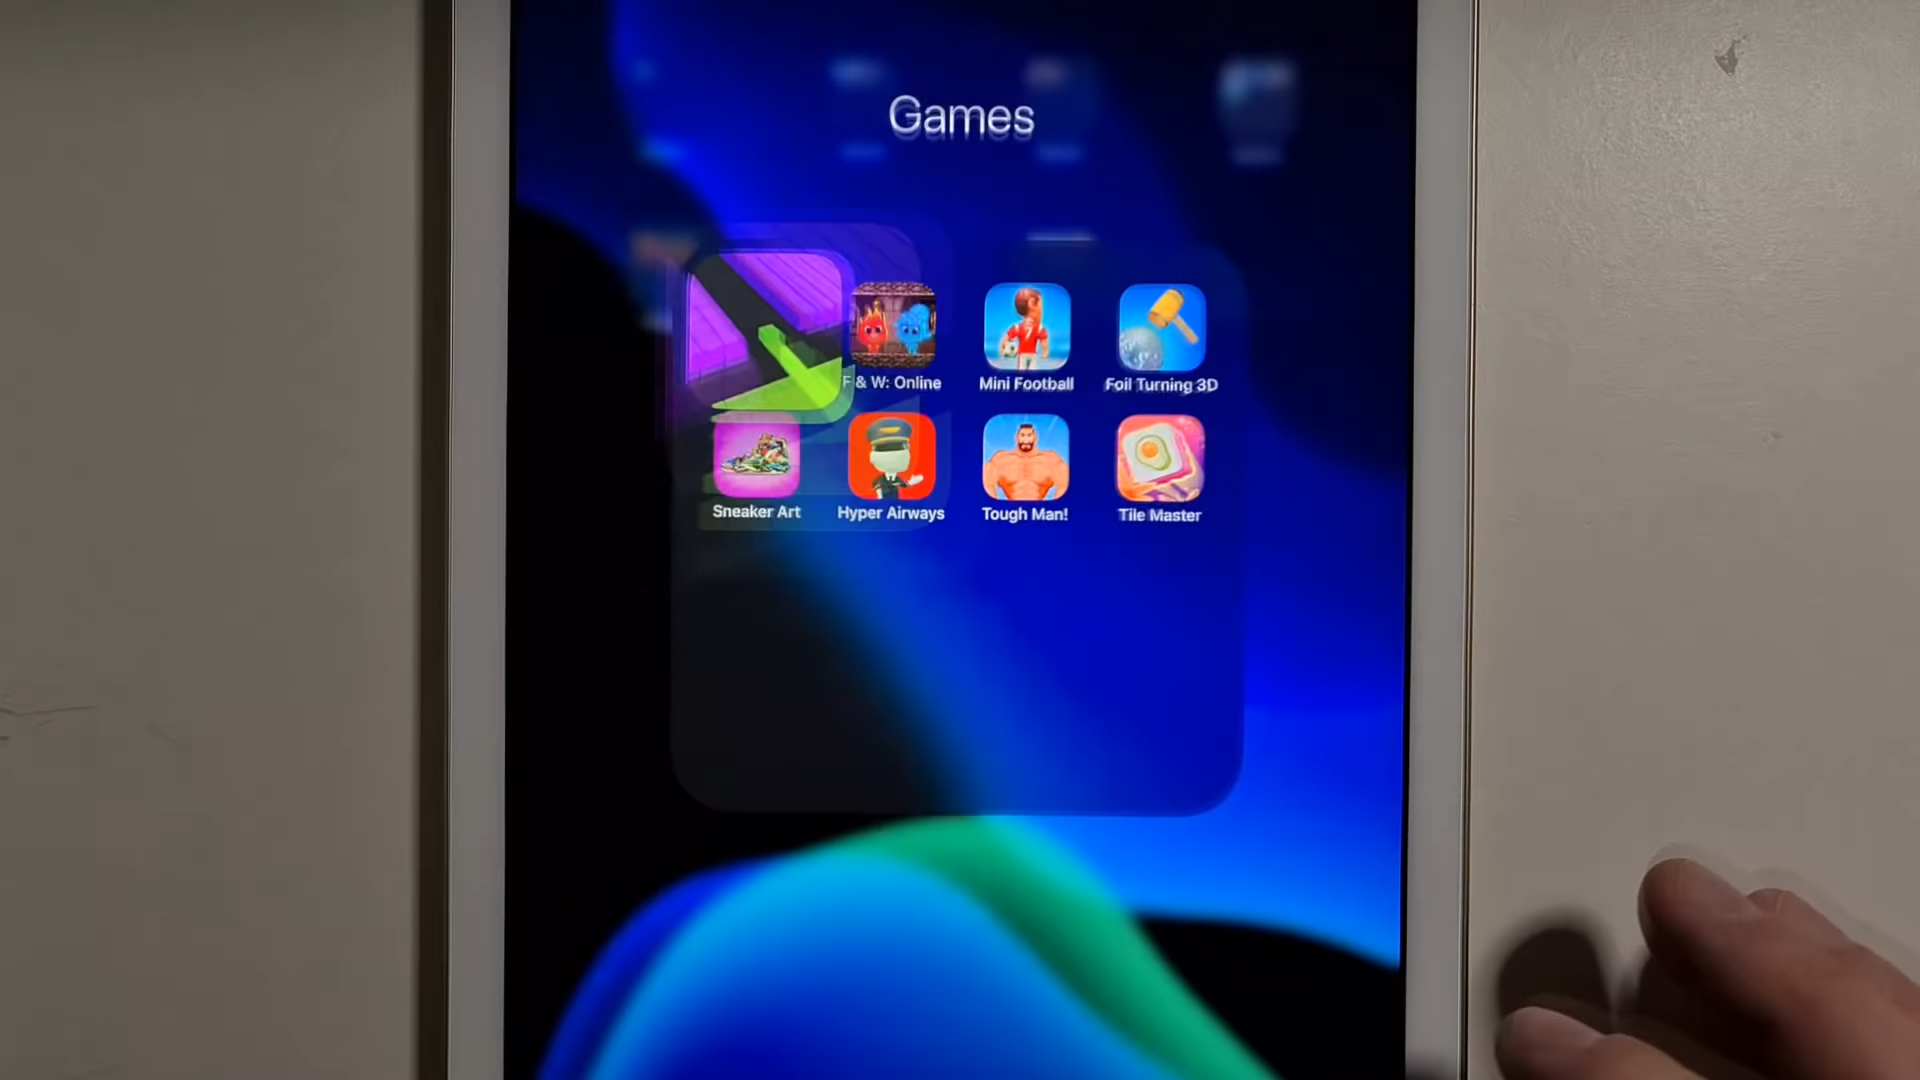 Games
F & W: Online
Mini Football
Foil Turning 3D
Sneaker Art
Hyper Airways
Tough Man!
Tile Master